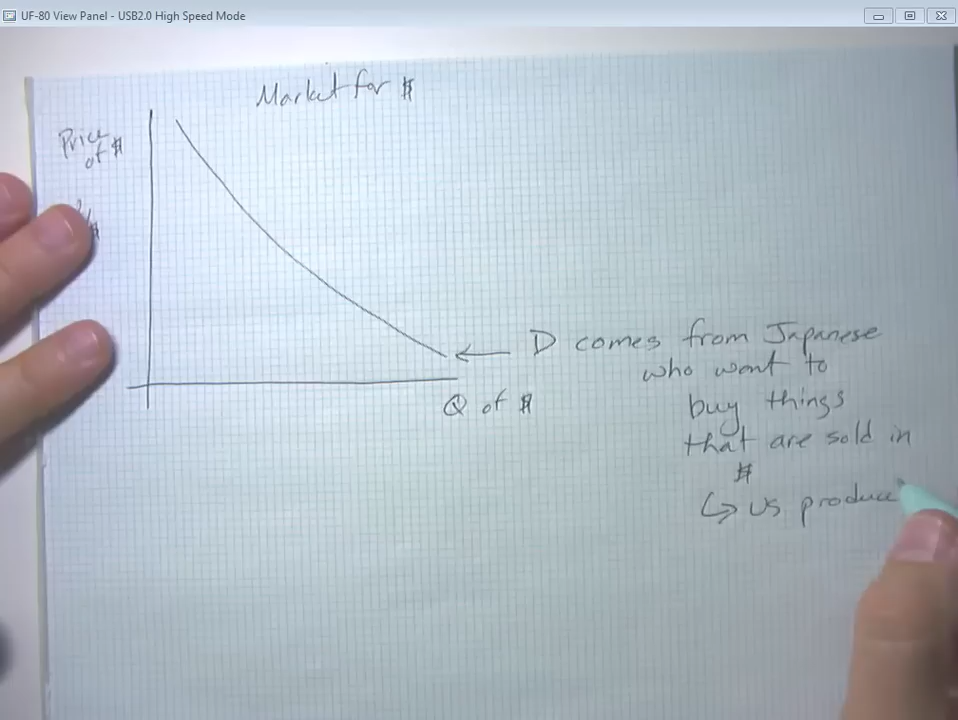 UF-80 View Panel - USB2.0 High Speed Mode
Market for $
Price
of $
/$
Q of $
D comes from Japanese
who want to
buy things
that are sold in
$
↳ US